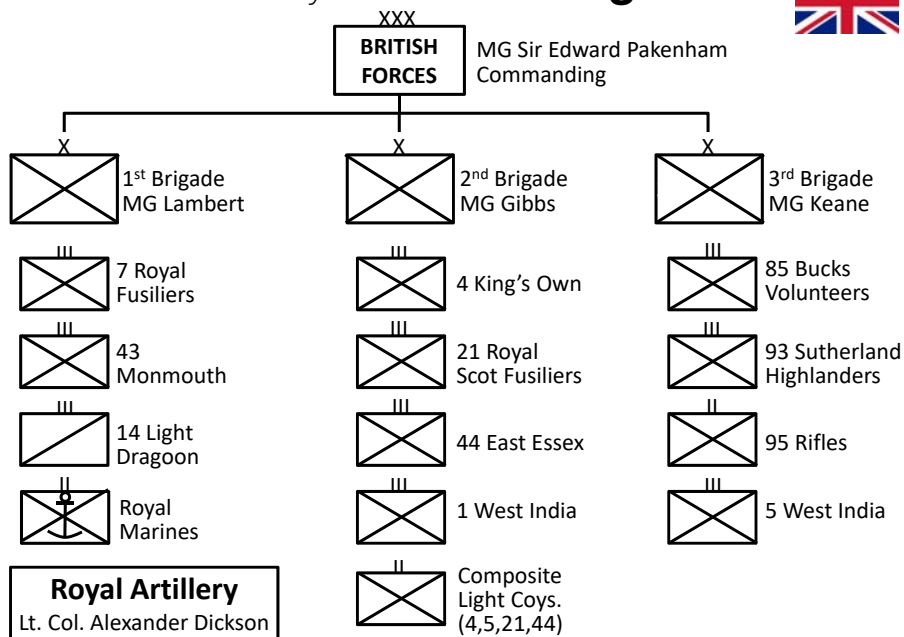 XXX
BRITISH
FORCES
MG Sir Edward Pakenham
Commanding
X
1st Brigade
MG Lambert
X
2nd Brigade
MG Gibbs
X
3rd Brigade
MG Keane
III
7 Royal
Fusiliers
III
4 King’s Own
III
85 Bucks
Volunteers
III
43
Monmouth
III
21 Royal
Scot Fusiliers
III
93 Sutherland
Highlanders
III
14 Light
Dragoon
III
44 East Essex
II
95 Rifles
II
Royal
Marines
III
1 West India
III
5 West India
Royal Artillery
Lt. Col. Alexander Dickson
II
Composite
Light Coys.
(4,5,21,44)